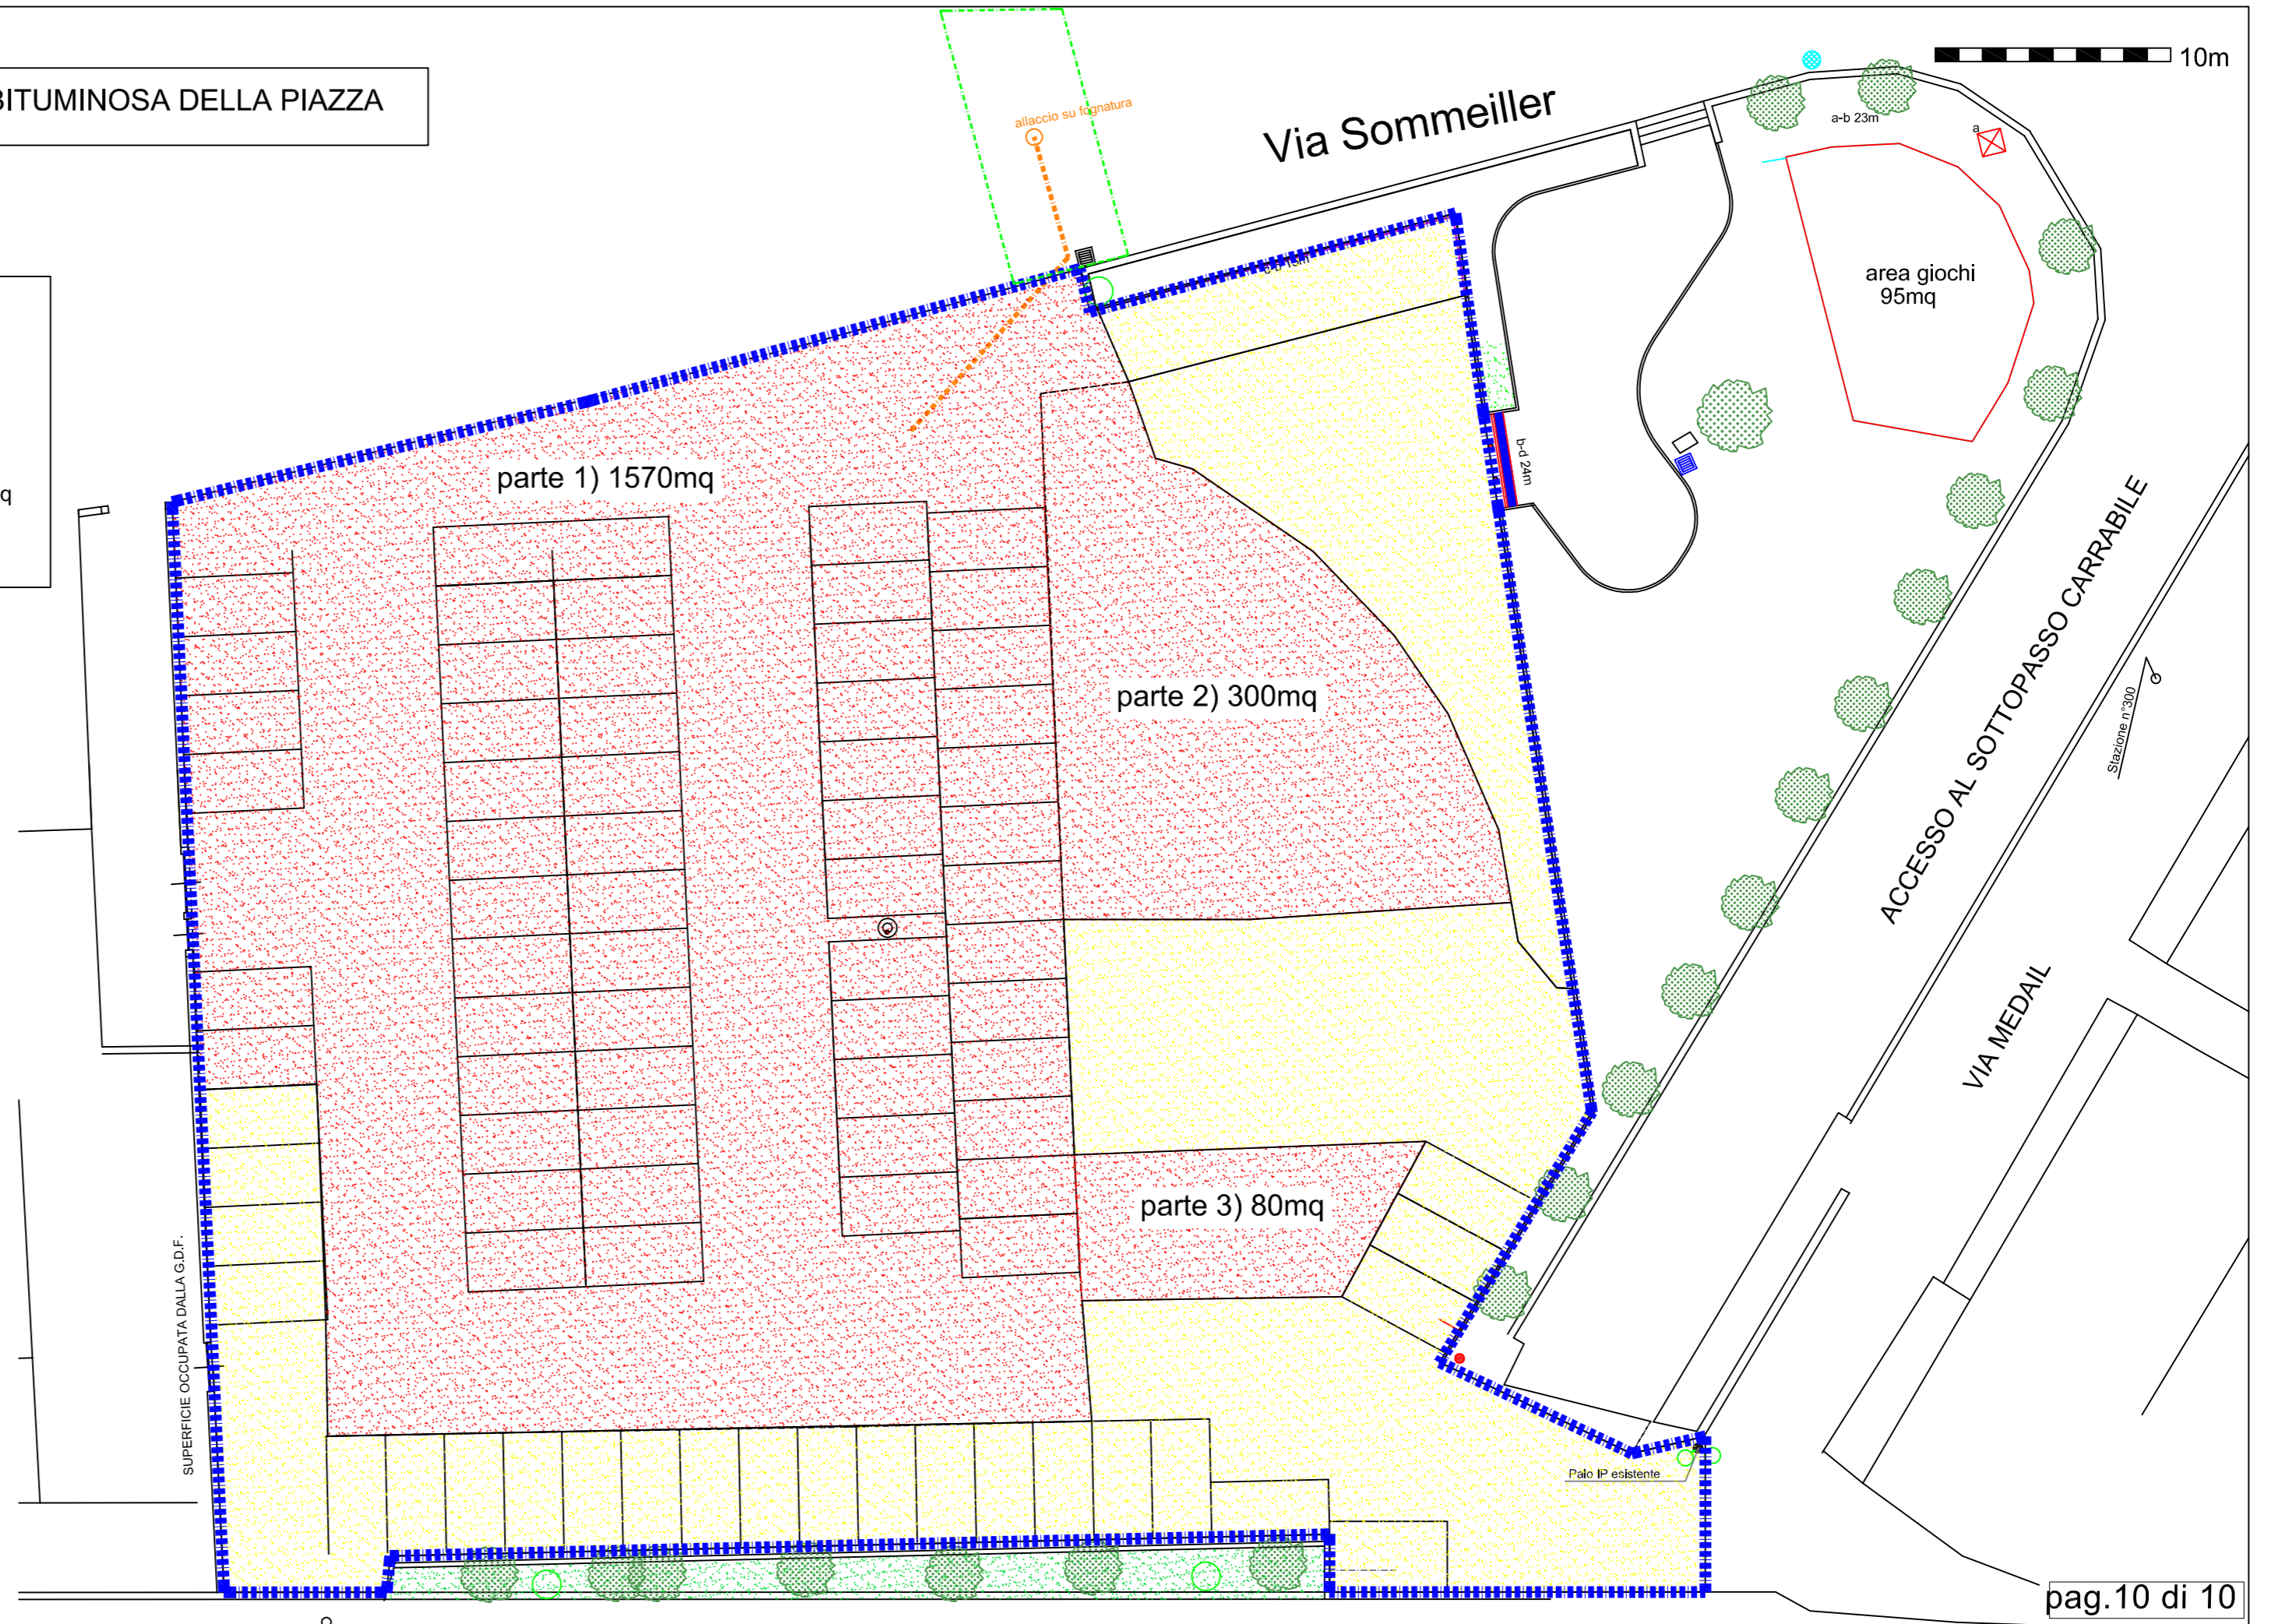 BITUMINOSA DELLA PIAZZA
10m
allaccio su fognatura
Via Sommeiller
a-b 23m
a
area giochi
95mq
q
b-d 24m
parte 1) 1570mq
parte 2) 300mq
ACCESSO AL SOTTOPASSO CARRABILE
Stazione n°300
VIA MEDAIL
parte 3) 80mq
SUPERFICIE OCCUPATA DALLA G.D.F.
Palo IP esistente
pag.10 di 10